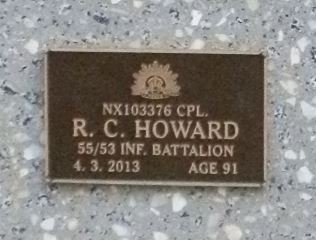 NX103376 CPL.
R. C. HOWARD
55/53 INF. BATTALION
4. 3. 2013 AGE 91